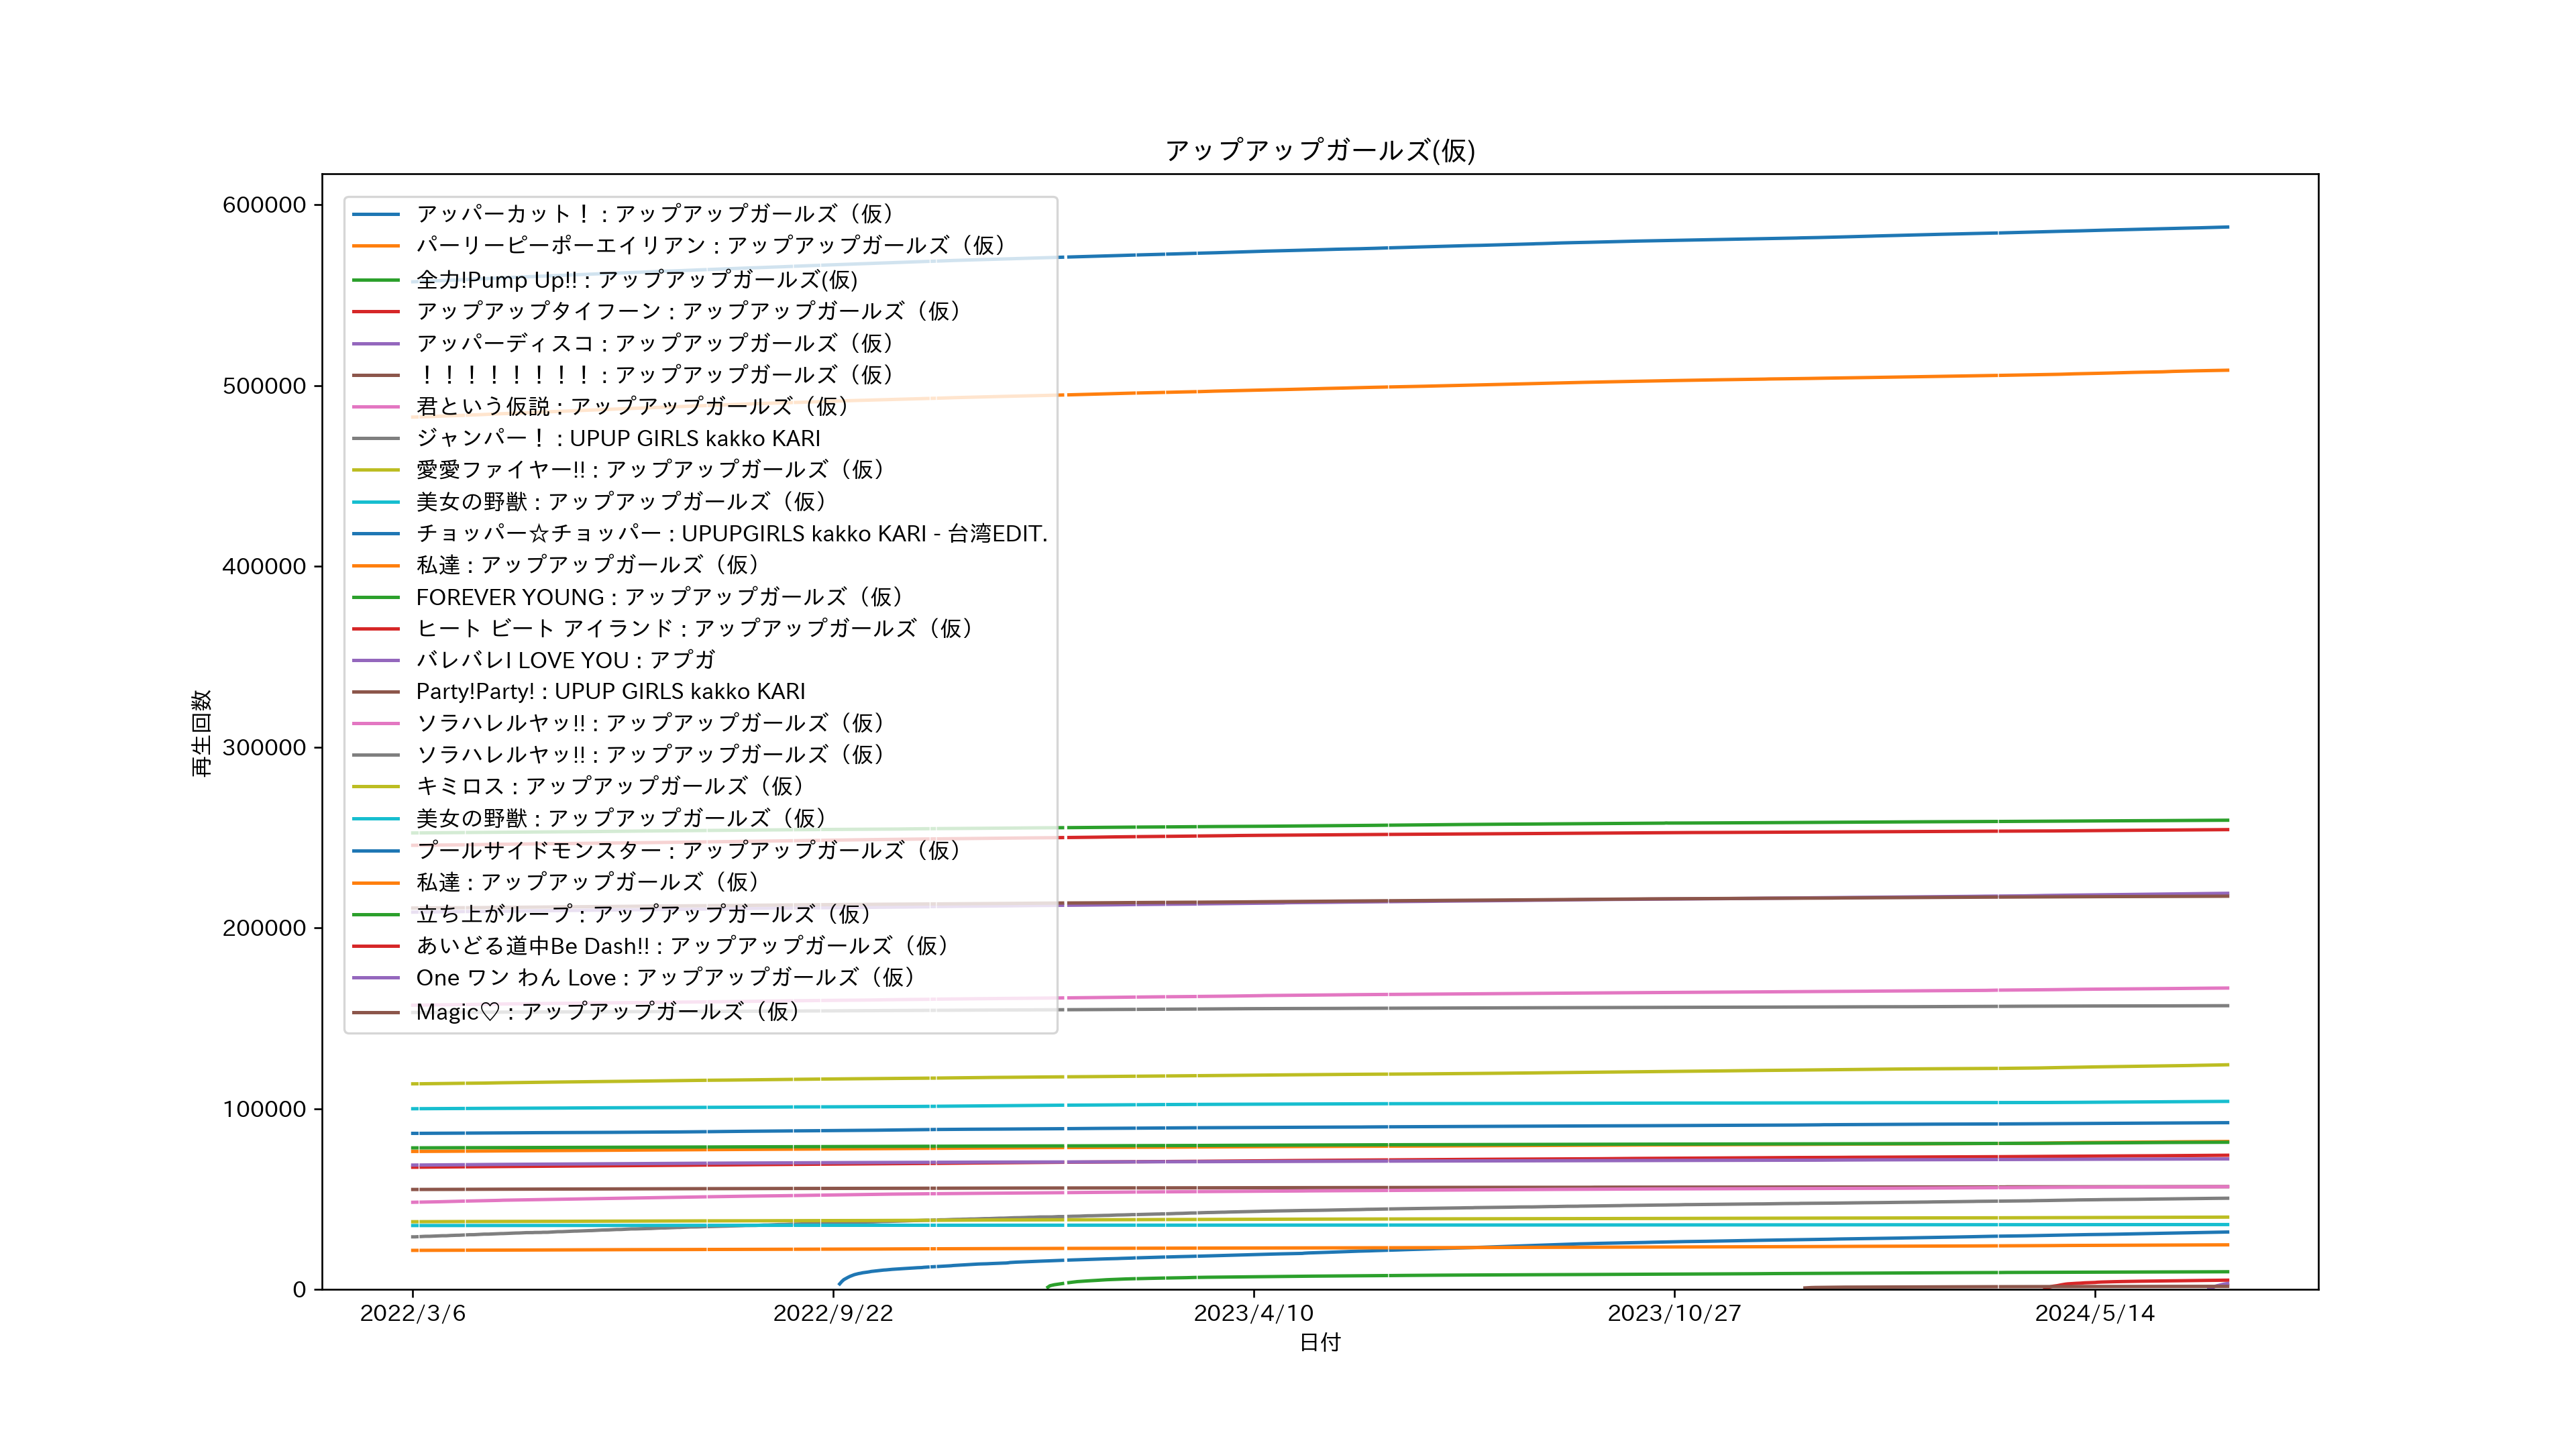 アップアップガールズ(仮)
600000
500000
400000
300000
200000
100000
0
再生回数
アッパーカット！ : アップアップガールズ（仮）
パーリーピーポーエイリアン : アップアップガールズ（仮）
全力!Pump Up!! : アップアップガールズ(仮)
アップアップタイフーン : アップアップガールズ（仮）
アッパーディスコ : アップアップガールズ（仮）
！！！！！！！！ : アップアップガールズ（仮）
君という仮説 : アップアップガールズ（仮）
ジャンパー！ : UPUP GIRLS kakko KARI
愛愛ファイヤー!! : アップアップガールズ（仮）
美女の野獣 : アップアップガールズ（仮）
チョッパー☆チョッパー : UPUPGIRLS kakko KARI - 台湾EDIT.
私達 : アップアップガールズ（仮）
FOREVER YOUNG : アップアップガールズ（仮）
ヒート ビート アイランド : アップアップガールズ（仮）
バレバレI LOVE YOU : アプガ
Party!Party! : UPUP GIRLS kakko KARI
ソラハレルヤッ!! : アップアップガールズ（仮）
ソラハレルヤッ!! : アップアップガールズ（仮）
キミロス : アップアップガールズ（仮）
美女の野獣 : アップアップガールズ（仮）
プールサイドモンスター : アップアップガールズ（仮）
私達 : アップアップガールズ（仮）
立ち上がループ : アップアップガールズ（仮）
あいどる道中Be Dash!! : アップアップガールズ（仮）
One ワン わん Love : アップアップガールズ（仮）
Magic♡ : アップアップガールズ（仮）
2022/3/6
2022/9/22
2023/4/10
2023/10/27
2024/5/14
日付